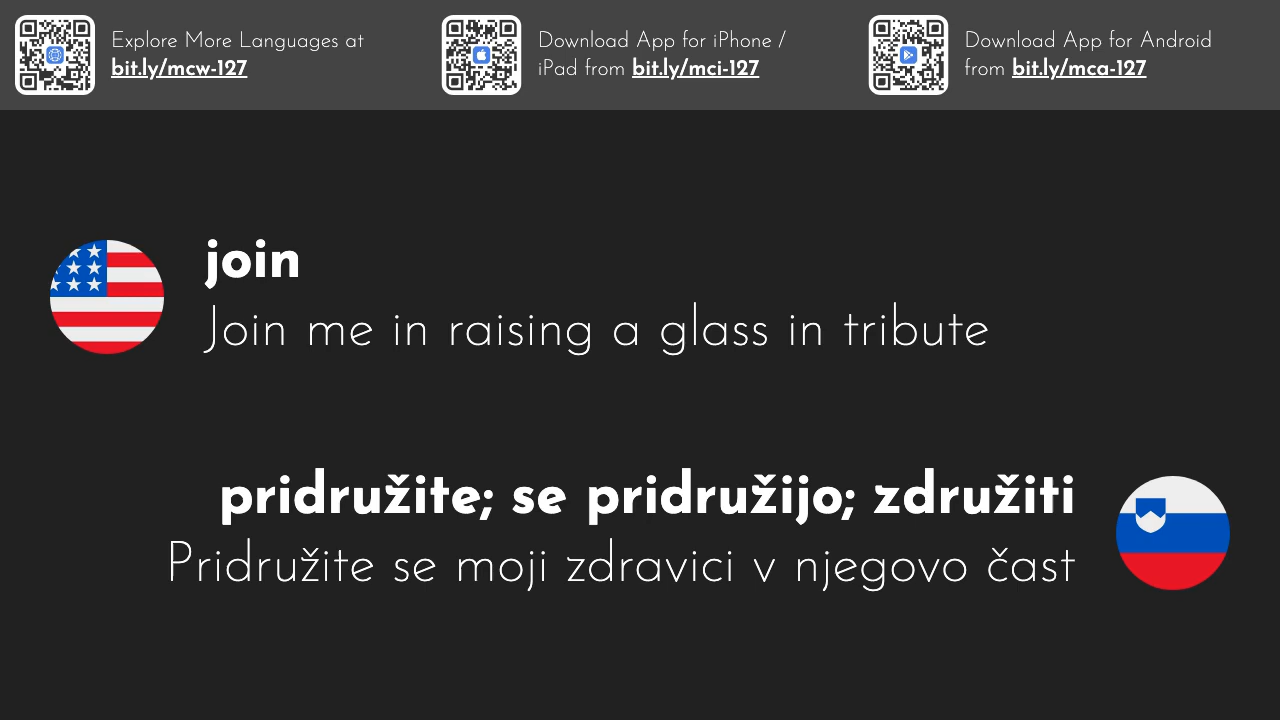 Explore More Languages at
bit.ly/mcw-127
Download App for iPhone /
iPad from bit.ly/mci-127
Download App for Android
from bit.ly/mca-127
join
Join me in raising a glass in tribute
pridružite; se pridružijo; združiti
Pridružite se moji zdravici v njegovo čast